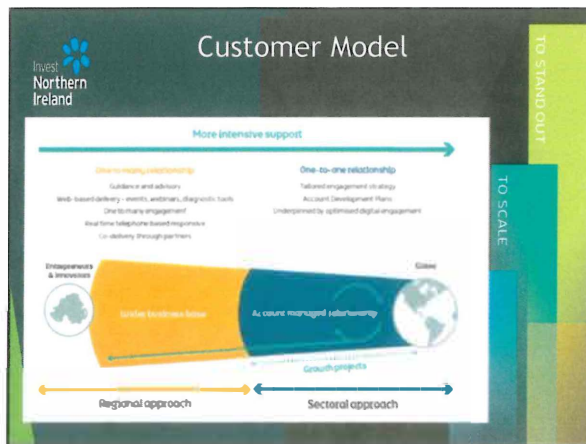 Customer Model
Invest
Northern
Ireland
TO STAND OUT
TO SCALE
More intensive support
One to many relationship
Guidance and advisory
Web-based delivery - events, webinars, diagnostic tools
One to many engagement
Real time telephone based responsive
Co-delivery through partners
One-to-one relationship
Tailored engagement strategy
Account Development Plans
Underpinned by optimised digital engagement
Entrepreneurs
& Innovators
Wider business base
Account managed relationship
Global
Growth projects
Regional approach
Sectoral approach